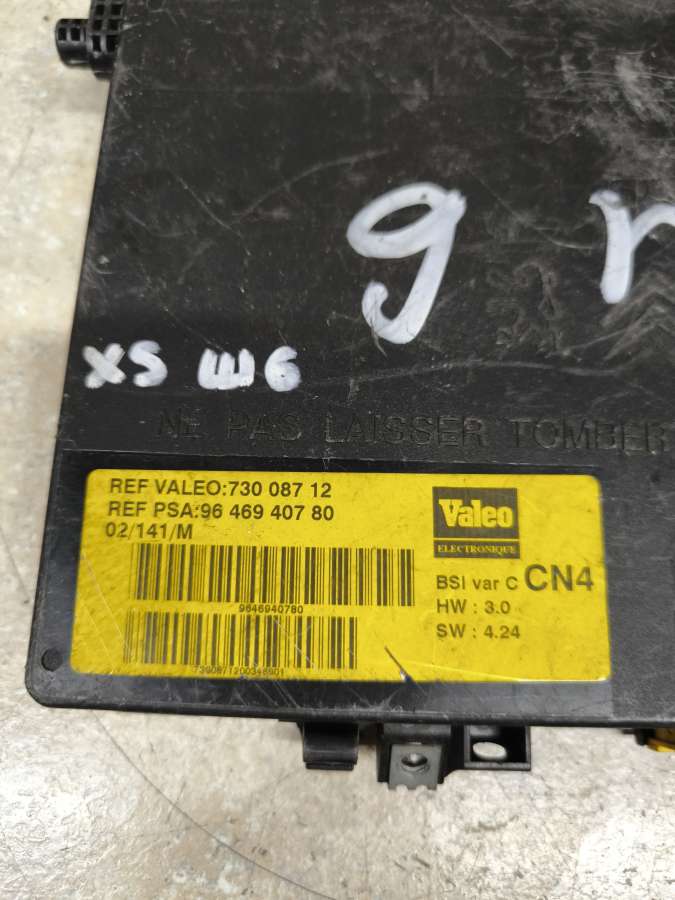 9
XS Ш6
NE PAS LAISSER TOMBER
REF VALEO:730 087 12
REF PSA:96 469 407 80
02/141/M
9646940780
Valeo
ELECTRONIQUE
BSI var C CN4
HW : 3.0
SW : 4.24